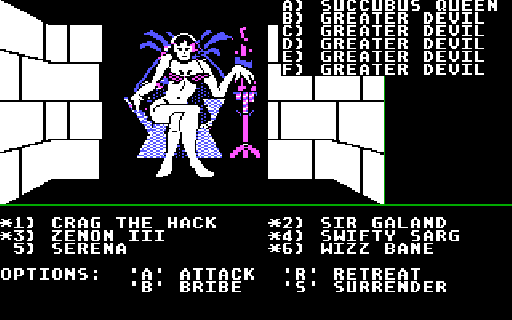 A) SUCCUBUS QUEEN
B) GREATER DEVIL
C) GREATER DEVIL
D) GREATER DEVIL
E) GREATER DEVIL
F) GREATER DEVIL
*1) CRAG THE HACK *2) SIR GALAND
*3) ZENON III *4) SWIFTY SARG
5) SERENA *6) WIZZ BANE
OPTIONS: 'A' ATTACK 'R' RETREAT
'B' BRIBE 'S' SURRENDER